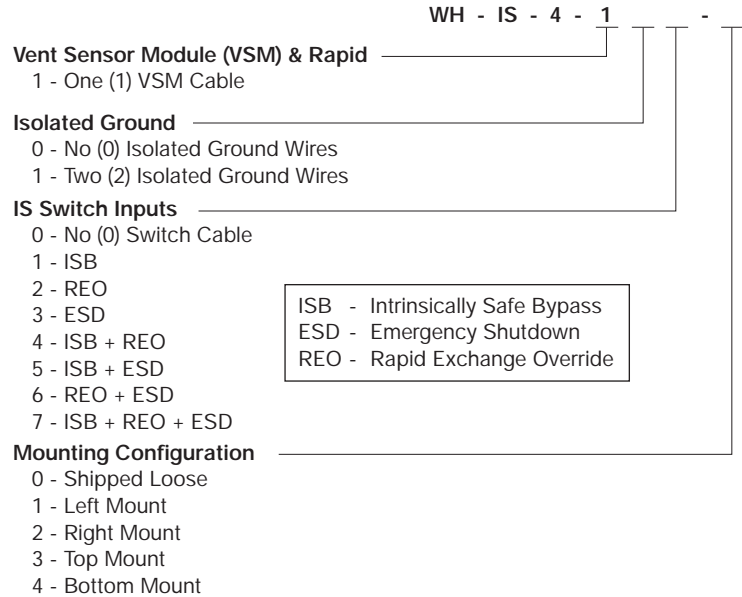 WH - IS - 4 - 1 _ _ - _
Vent Sensor Module (VSM) & Rapid
1 - One (1) VSM Cable
Isolated Ground
0 - No (0) Isolated Ground Wires
1 - Two (2) Isolated Ground Wires
IS Switch Inputs
0 - No (0) Switch Cable
1 - ISB
2 - REO
3 - ESD
4 - ISB + REO
5 - ISB + ESD
6 - REO + ESD
7 - ISB + REO + ESD
ISB - Intrinsically Safe Bypass
ESD - Emergency Shutdown
REO - Rapid Exchange Override
Mounting Configuration
0 - Shipped Loose
1 - Left Mount
2 - Right Mount
3 - Top Mount
4 - Bottom Mount